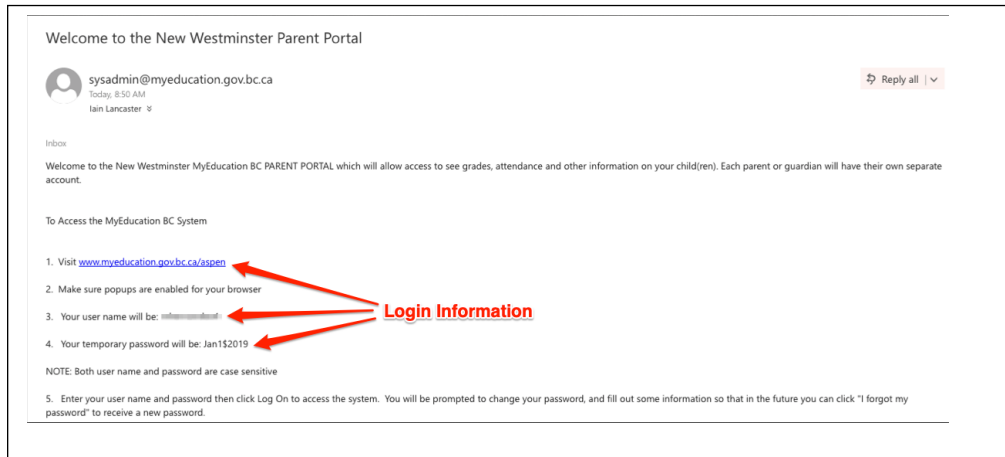 Welcome to the New Westminster Parent Portal
sysadmin@myeducation.gov.bc.ca
Today, 8:50 AM
Iain Lancaster
Reply all
Inbox
Welcome to the New Westminster MyEducation BC PARENT PORTAL which will allow access to see grades, attendance and other information on your child(ren). Each parent or guardian will have their own separate
account.
To Access the MyEducation BC System
1. Visit www.myeducation.gov.bc.ca/aspen
2. Make sure popups are enabled for your browser
Login Information
3. Your user name will be:
4. Your temporary password will be: Jan1$2019
NOTE: Both user name and password are case sensitive
5. Enter your user name and password then click Log On to access the system. You will be prompted to change your password, and fill out some information so that in the future you can click "I forgot my
password" to receive a new password.